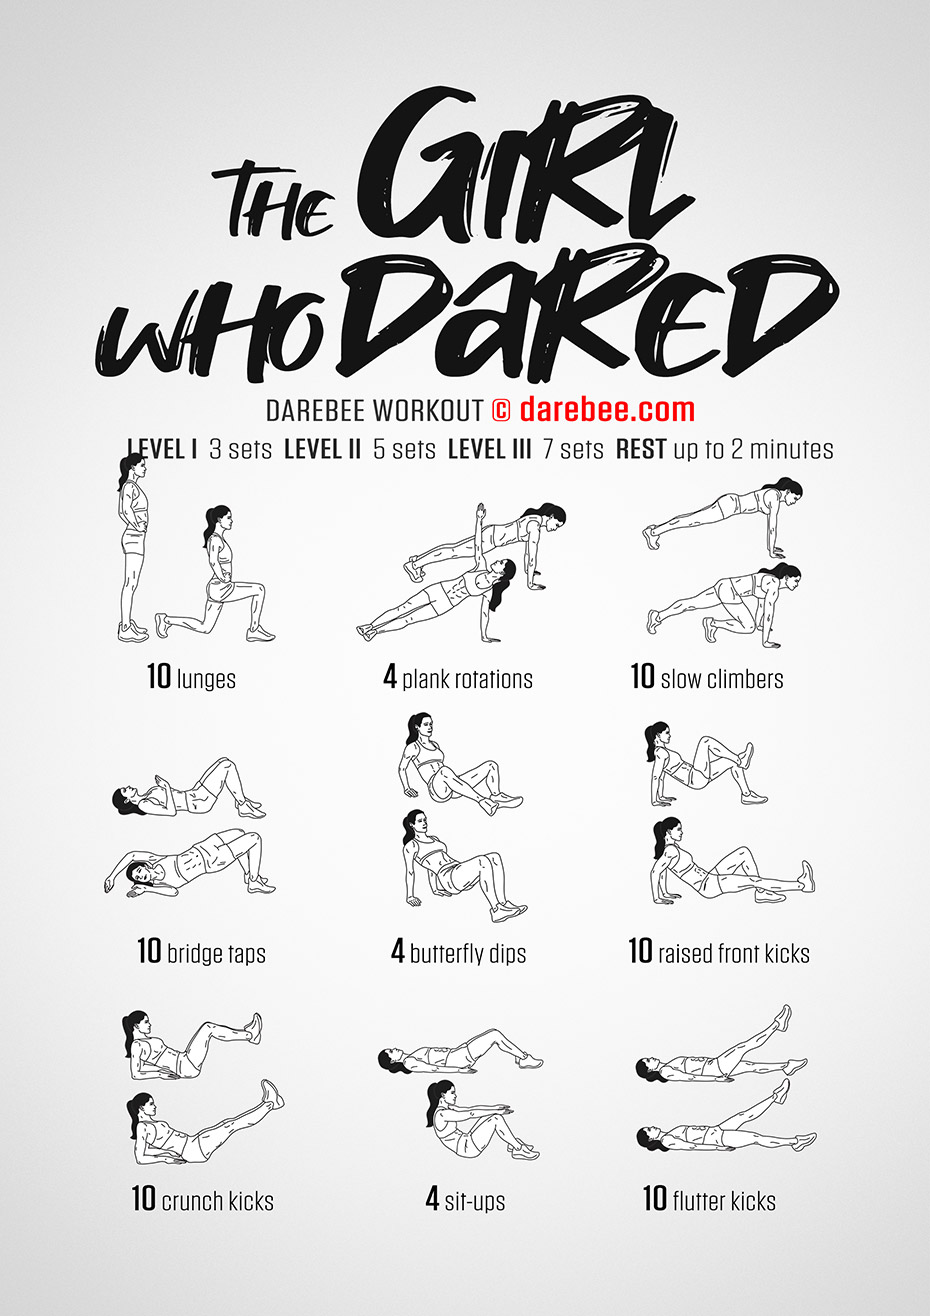 THE GIRL
WHO DARED
DAREBEE WORKOUT © darebee.com
LEVEL I 3 sets LEVEL II 5 sets LEVEL III 7 sets REST up to 2 minutes
10 lunges
4 plank rotations
10 slow climbers
10 bridge taps
4 butterfly dips
10 raised front kicks
10 crunch kicks
4 sit-ups
10 flutter kicks